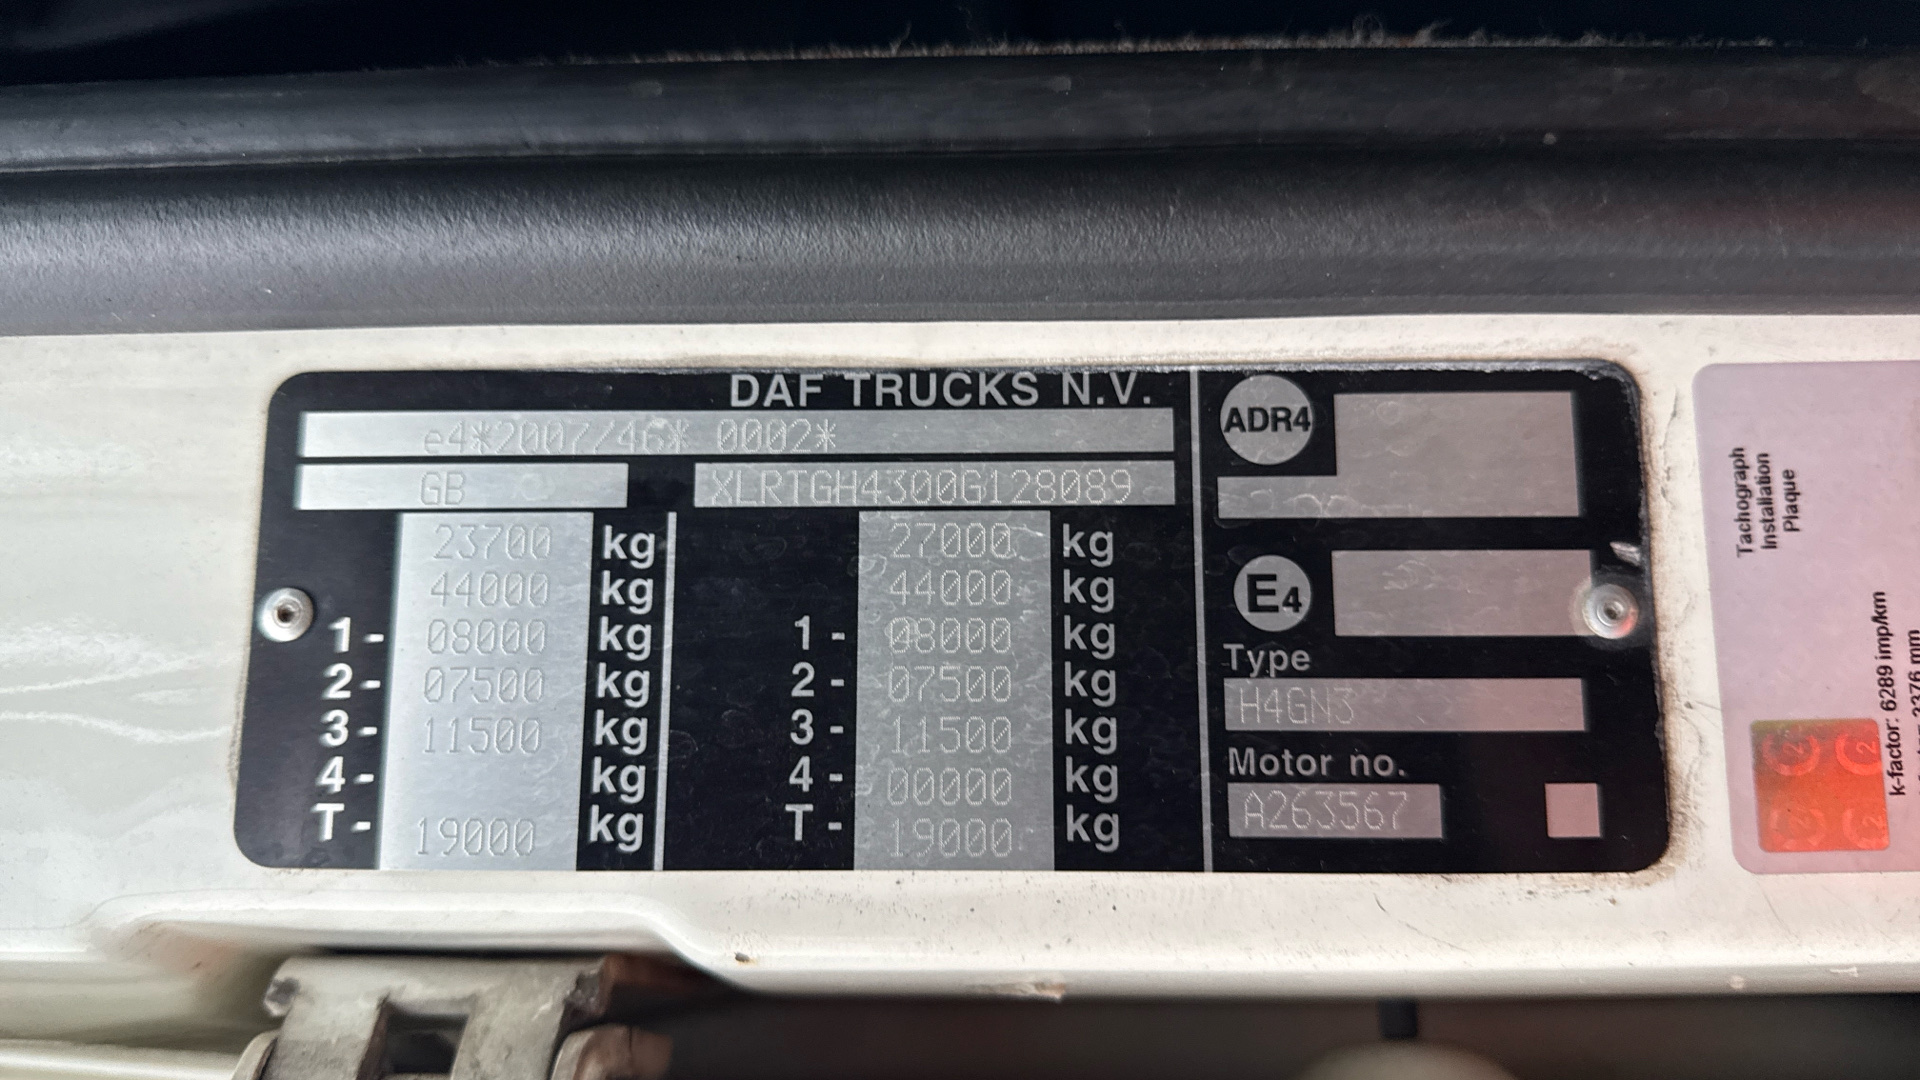 DAF TRUCKS N.V.
e4*2007/46* 0002*
GB XLRTGH4300G128089
23700 kg 27000 kg
44000 kg 44000 kg
1- 08000 kg 1- 08000 kg
2- 07500 kg 2- 07500 kg
3- 11500 kg 3- 11500 kg
4- kg 4- 00000 kg
T- 19000 kg T- 19000 kg
ADR4
E4
Type
H4GN3
Motor no.
A263567
Tachograph
Installation
Plaque
k-factor: 6289 imp/km
3376 mm